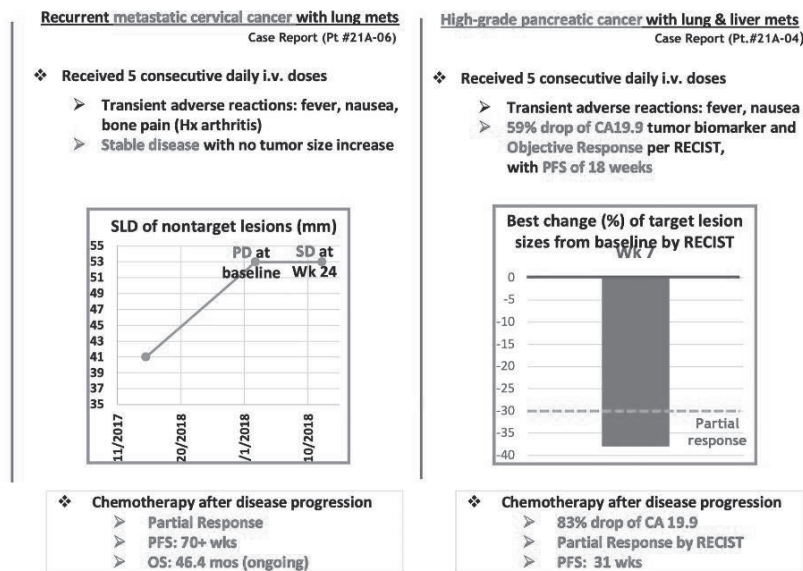 Recurrent metastatic cervical cancer with lung mets
Case Report (Pt #21A-06)
❖ Received 5 consecutive daily i.v. doses
➢ Transient adverse reactions: fever, nausea,
bone pain (Hx arthritis)
➢ Stable disease with no tumor size increase
SLD of nontarget lesions (mm)
55
53
51
49
47
45
43
41
39
37
35
PD at
baseline
SD at
Wk 24
11/2017
20/2018
/1/2018
10/2018
❖ Chemotherapy after disease progression
➢ Partial Response
➢ PFS: 70+ wks
➢ OS: 46.4 mos (ongoing)
High-grade pancreatic cancer with lung & liver mets
Case Report (Pt.#21A-04)
❖ Received 5 consecutive daily i.v. doses
➢ Transient adverse reactions: fever, nausea
➢ 59% drop of CA19.9 tumor biomarker and
Objective Response per RECIST,
with PFS of 18 weeks
Best change (%) of target lesion
sizes from baseline by RECIST
Wk 7
0
-5
-10
-15
-20
-25
-30
-35
-40
Partial
response
❖ Chemotherapy after disease progression
➢ 83% drop of CA 19.9
➢ Partial Response by RECIST
➢ PFS: 31 wks